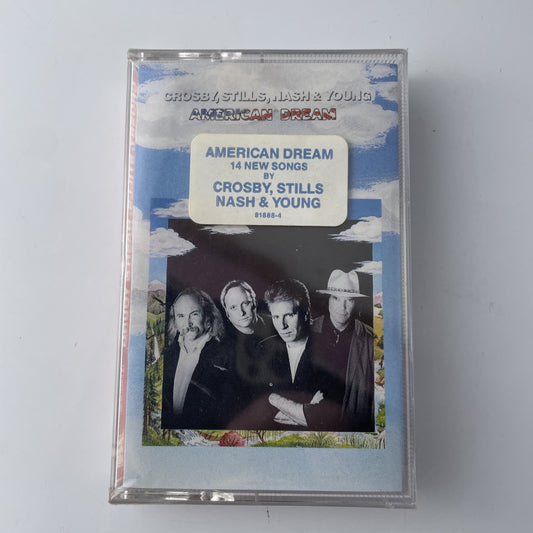 CROSBY, STILLS, NASH & YOUNG
AMERICAN DREAM
AMERICAN DREAM
14 NEW SONGS
BY
CROSBY, STILLS
NASH & YOUNG
81888-4